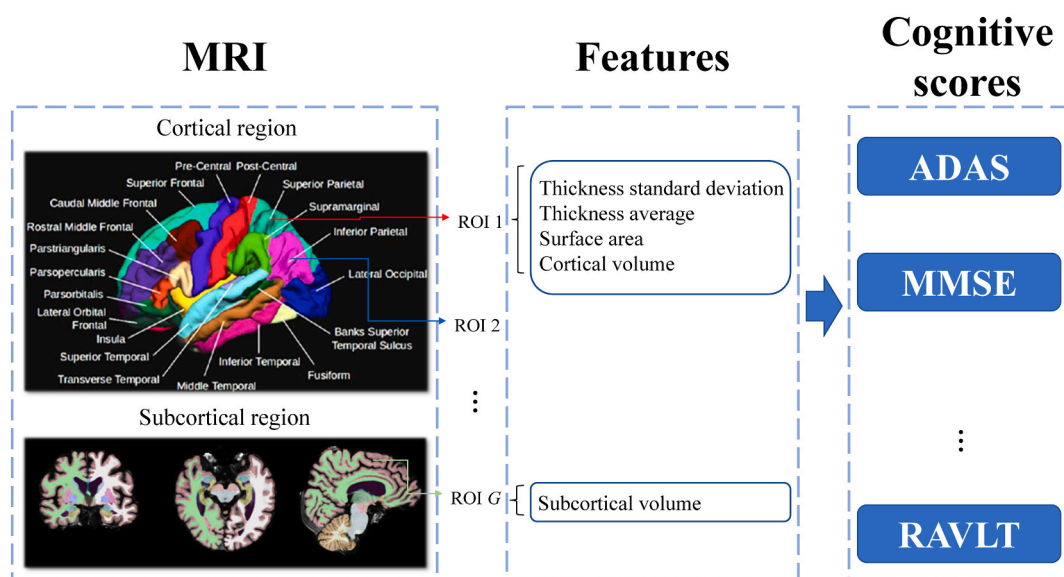 MRI
Features
Cognitive
scores
Cortical region
Pre-Central
Post-Central
Superior Frontal
Superior Parietal
Caudal Middle Frontal
Supramarginal
Rostral Middle Frontal
Inferior Parietal
Parstriangularis
Parsopercularis
Lateral Occipital
Parsorbitalis
Lateral Orbital
Frontal
Insula
Banks Superior
Temporal Sulcus
Superior Temporal
Inferior Temporal
Fusiform
Transverse Temporal
Middle Temporal
Subcortical region
ROI 1
ROI 2
⋮
ROI G
Thickness standard deviation
Thickness average
Surface area
Cortical volume
Subcortical volume
ADAS
MMSE
⋮
RAVLT